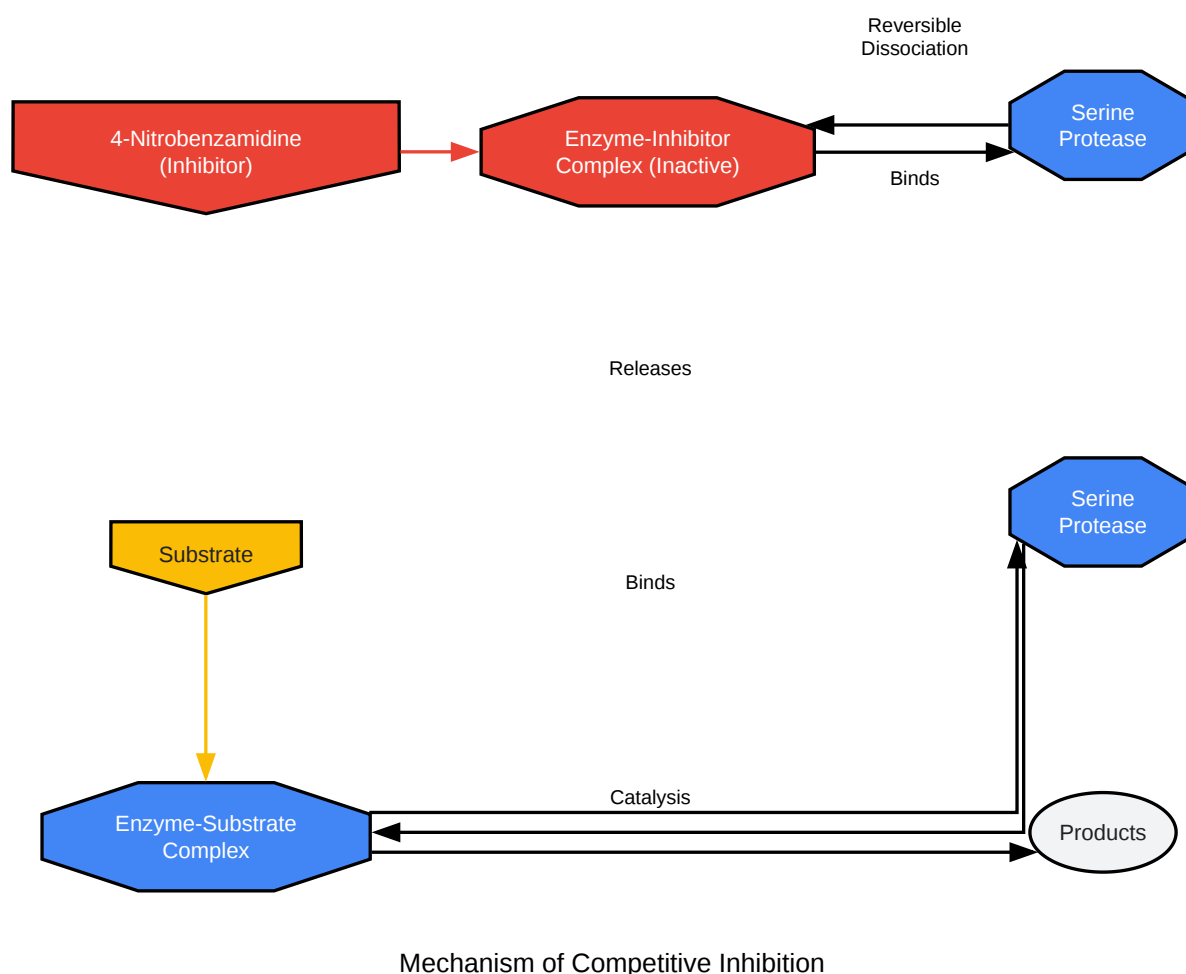 Reversible
Dissociation
4-Nitrobenzamidine
(Inhibitor)
Enzyme-Inhibitor
Complex (Inactive)
Serine
Protease
Binds
Releases
Serine
Protease
Substrate
Binds
Catalysis
Enzyme-Substrate
Complex
Products
Mechanism of Competitive Inhibition